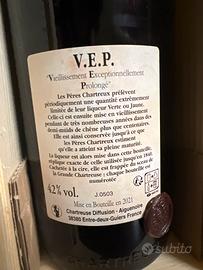 V.E.P.
"Vieillissement Exceptionnellement
Prolongé"
Les Pères Chartreux prélèvent
périodiquement une quantité extrêmement
limitée de leur liqueur Verte ou Jaune.
Celle-ci est ensuite mise en vieillissement
pendant de très nombreuses années dans des
demi-muids de chêne plus que centenaires.
Elle est ainsi conservée jusqu'à ce que
les experts estiment
qu'elle a atteint sa pleine maturité.
La liqueur est alors mise dans cette bouteille,
exacte de celle utilisée jusqu'en
Cachetée à la cire, elle est frappée du sceau de
la Grande Chartreuse ; chaque bouteille est
numérotée
42% vol.
J.0503
Mise en Bouteille en 2021
Chartreuse Diffusion - Aiguenoire
38380 Entre-deux-Guiers France
subito